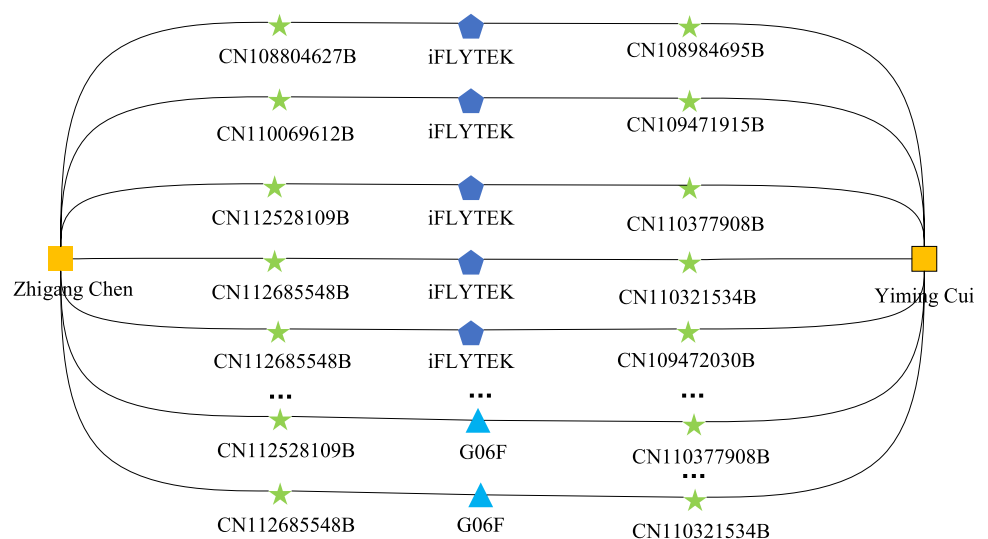 CN108804627B iFLYTEK CN108984695B
CN110069612B iFLYTEK CN109471915B
CN112528109B iFLYTEK CN110377908B
Zhigang Chen CN112685548B iFLYTEK CN110321534B Yiming Cui
CN112685548B iFLYTEK CN109472030B
... ... ...
CN112528109B G06F CN110377908B
...
CN112685548B G06F CN110321534B